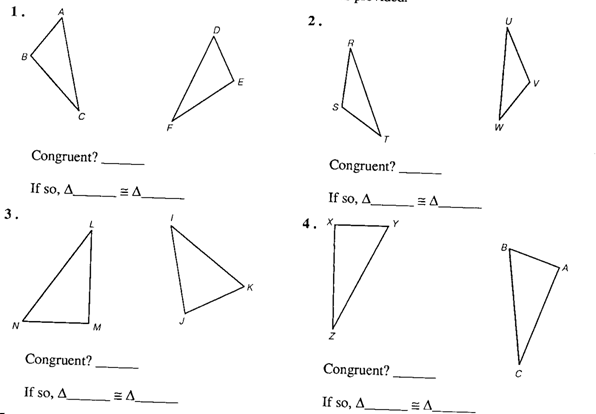 provided.
1.
A
B
C
D
E
F
Congruent? ______
If so, Δ______ ≅ Δ______
2.
R
S
T
U
V
W
Congruent? ______
If so, Δ______ ≅ Δ______
3.
L
N
M
I
K
J
Congruent? ______
If so, Δ______ ≅ Δ______
4.
X
Y
Z
B
A
C
Congruent? ______
If so, Δ______ ≅ Δ______